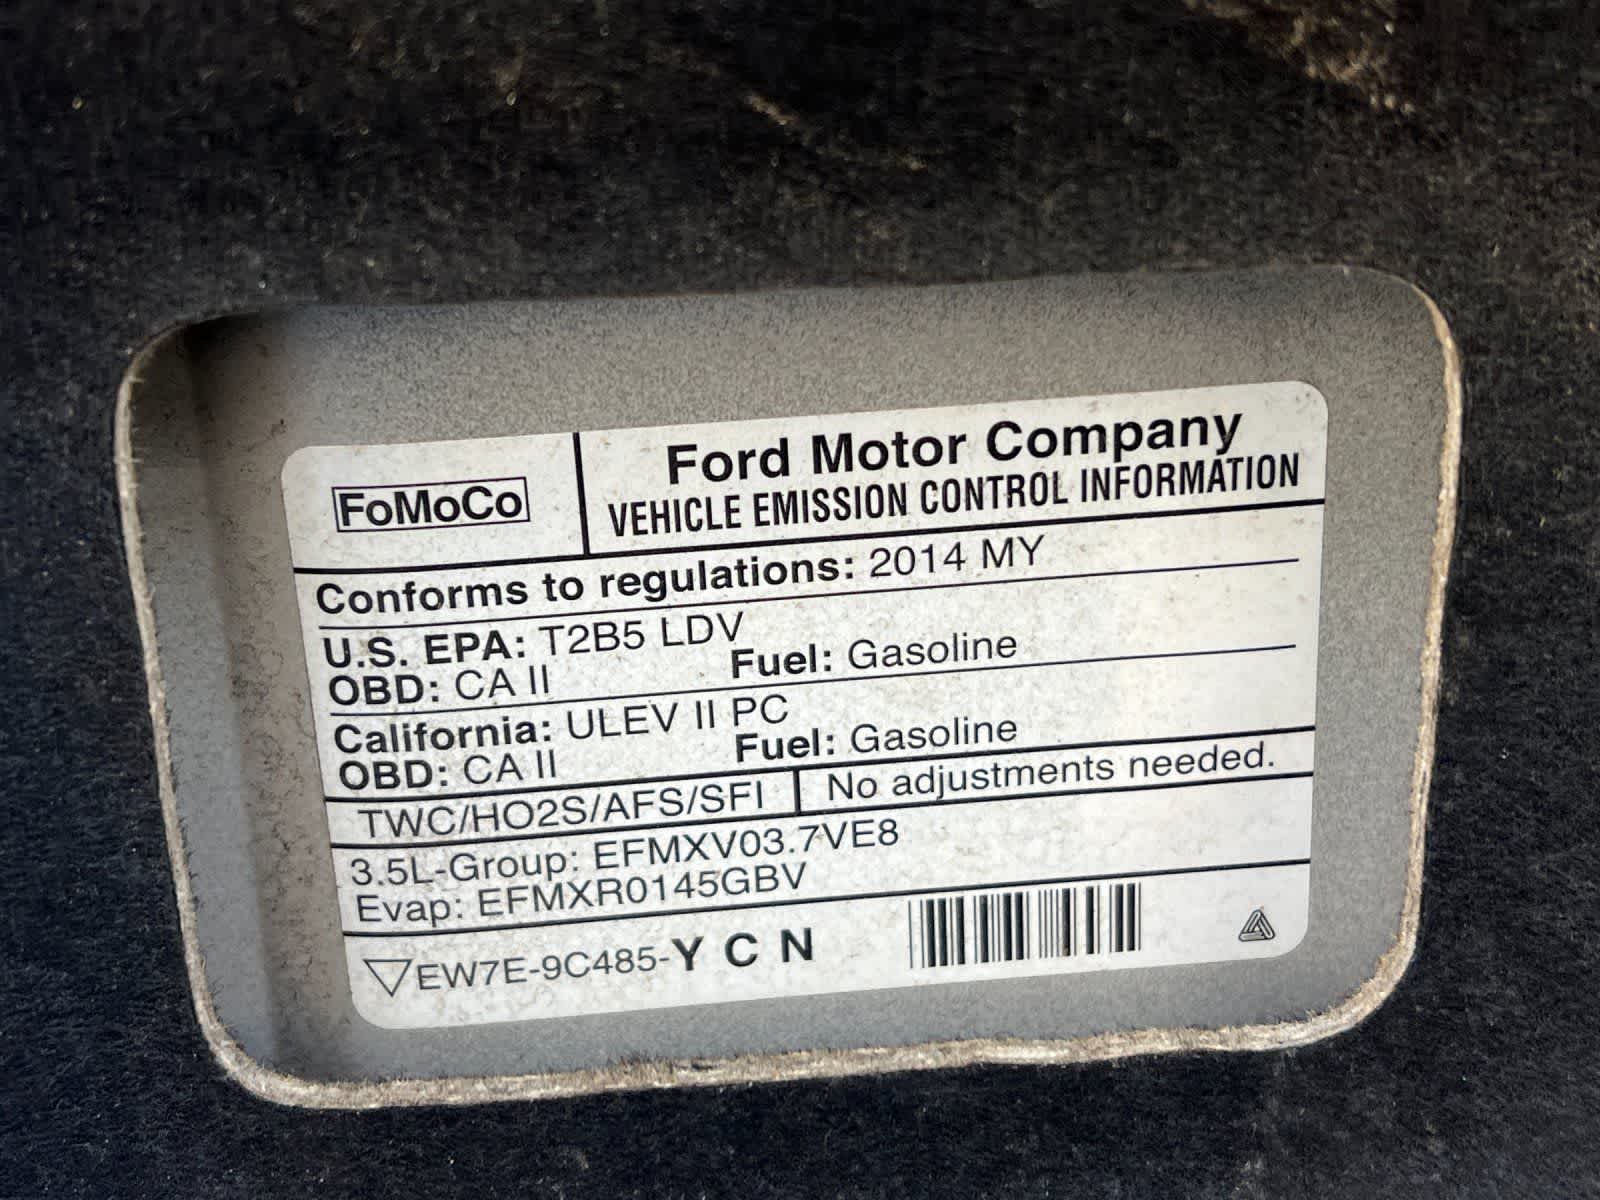 FoMoCo
Ford Motor Company
VEHICLE EMISSION CONTROL INFORMATION
Conforms to regulations: 2014 MY
U.S. EPA: T2B5 LDV
OBD: CA II Fuel: Gasoline
California: ULEV II PC
OBD: CA II Fuel: Gasoline
TWC/HO2S/AFS/SFI No adjustments needed.
3.5L-Group: EFMXV03.7VE8
Evap: EFMXR0145GBV
EW7E-9C485-Y C N